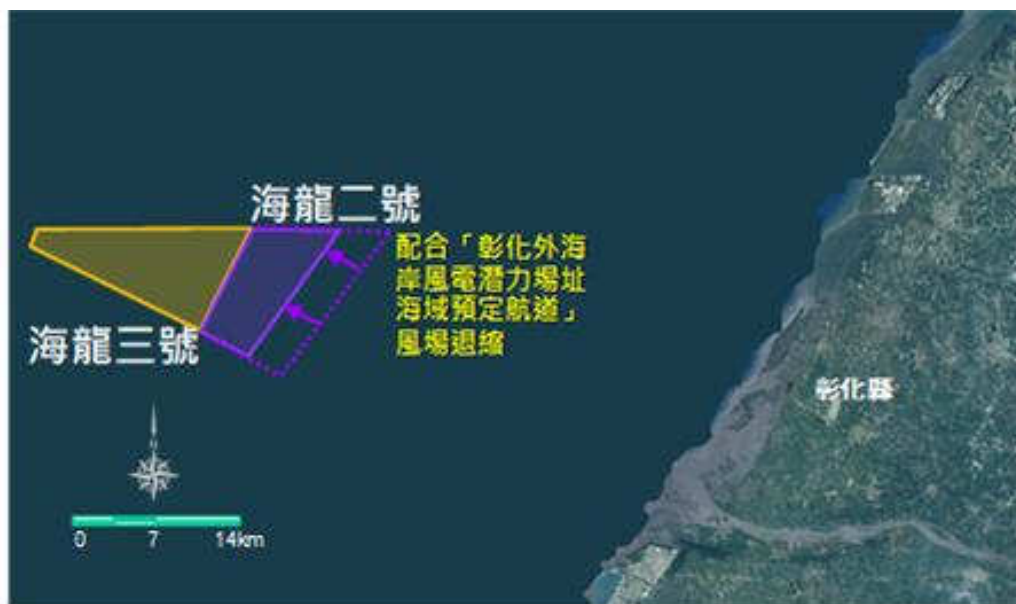 海龍二號
配合「彰化外海
岸風電潛力場址
海域預定航道」
風場退縮
海龍三號
彰化縣
0 7 14km